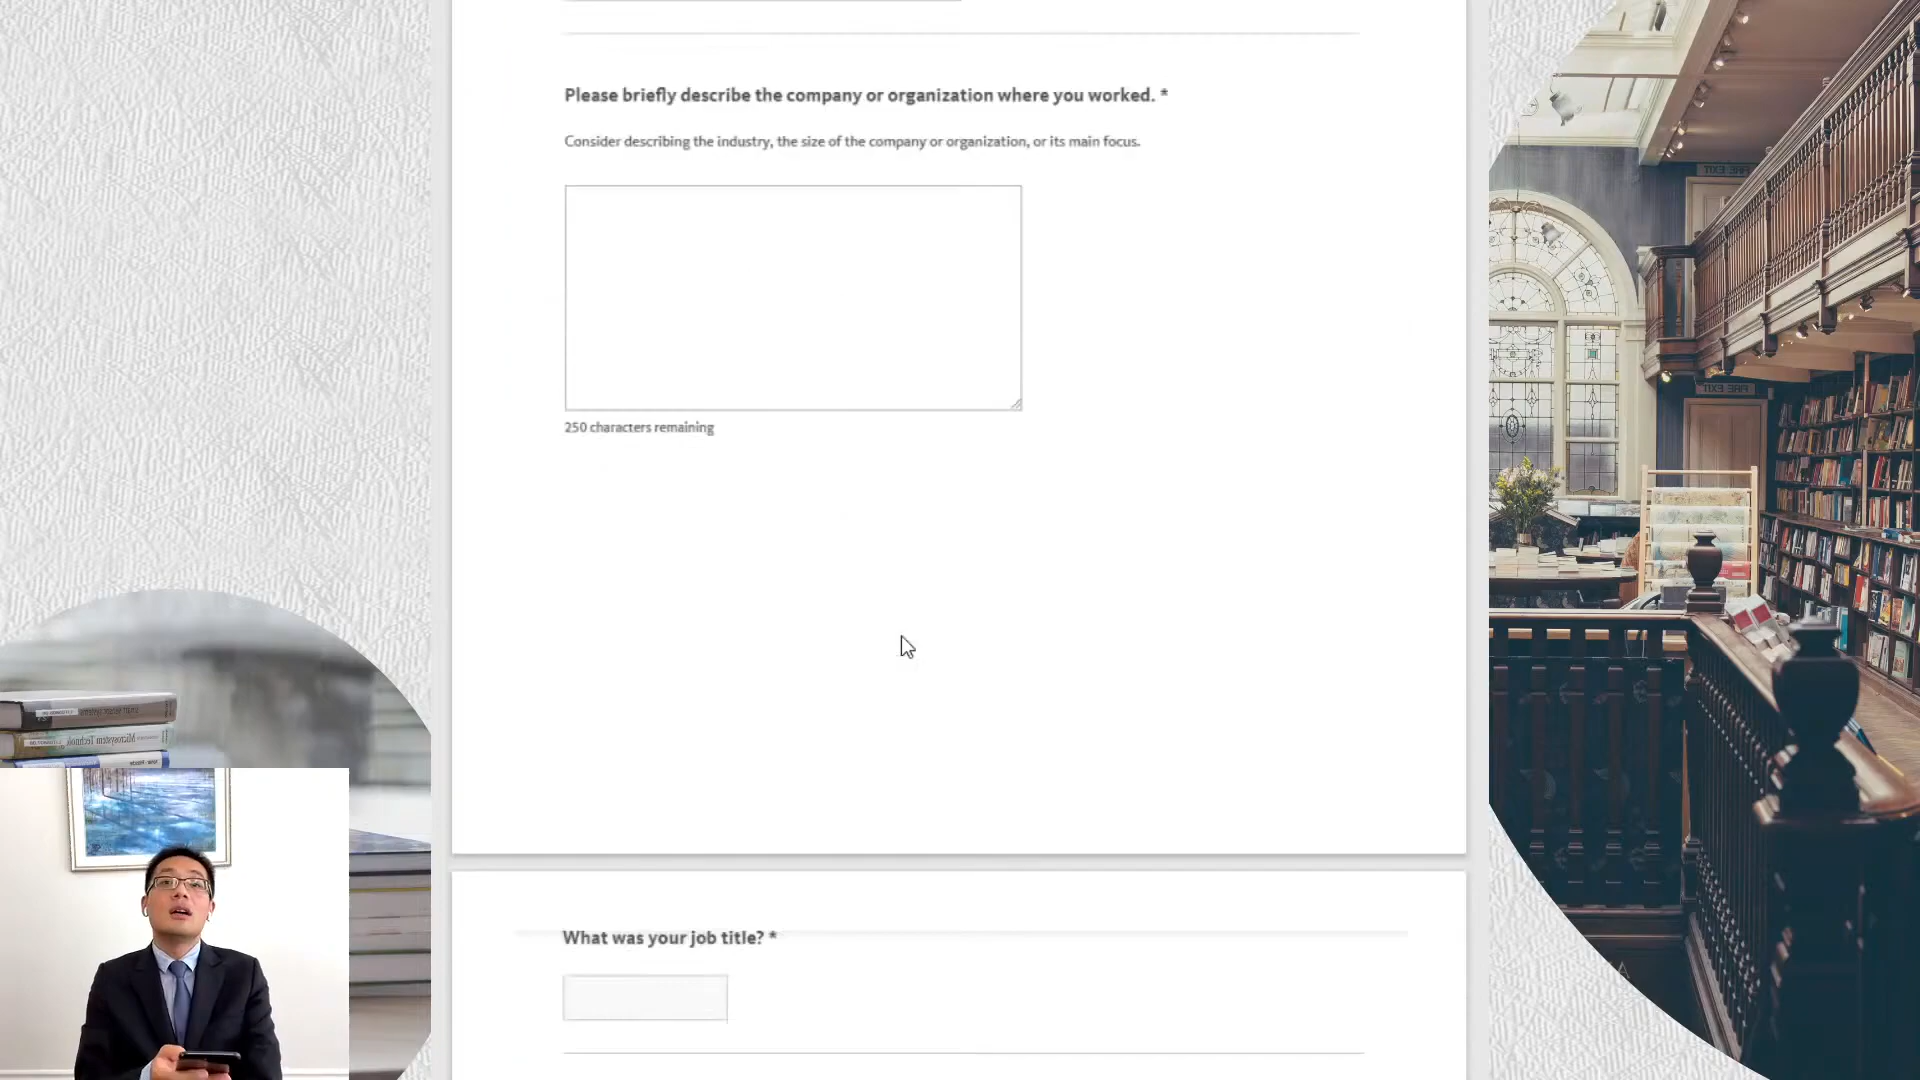 Please briefly describe the company or organization where you worked. *
Consider describing the industry, the size of the company or organization, or its main focus.
250 characters remaining
What was your job title? *